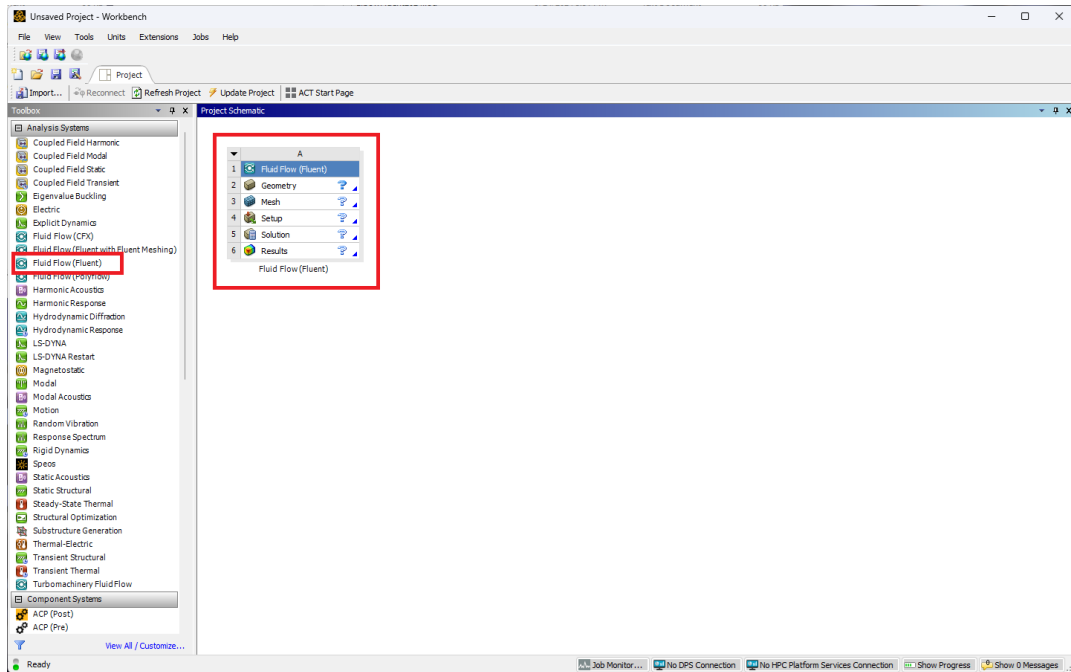 Unsaved Project - Workbench
File View Tools Units Extensions Jobs Help
Project
Import... Reconnect Refresh Project Update Project ACT Start Page
Toolbox
Project Schematic
Analysis Systems
Coupled Field Harmonic
Coupled Field Modal
Coupled Field Static
Coupled Field Transient
Eigenvalue Buckling
Electric
Explicit Dynamics
Fluid Flow (CFX)
Fluid Flow (Fluent with Fluent Meshing)
Fluid Flow (Fluent)
Fluid Flow (Polyflow)
Harmonic Acoustics
Harmonic Response
Hydrodynamic Diffraction
Hydrodynamic Response
LS-DYNA
LS-DYNA Restart
Magnetostatic
Modal
Modal Acoustics
Motion
Random Vibration
Response Spectrum
Rigid Dynamics
Speos
Static Acoustics
Static Structural
Steady-State Thermal
Structural Optimization
Substructure Generation
Thermal-Electric
Transient Structural
Transient Thermal
Turbomachinery Fluid Flow
Component Systems
ACP (Post)
ACP (Pre)
View All / Customize...
A
1 Fluid Flow (Fluent)
2 Geometry ?
3 Mesh ?
4 Setup ?
5 Solution ?
6 Results ?
Fluid Flow (Fluent)
Ready
Job Monitor... No DPS Connection No HPC Platform Services Connection Show Progress Show 0 Messages